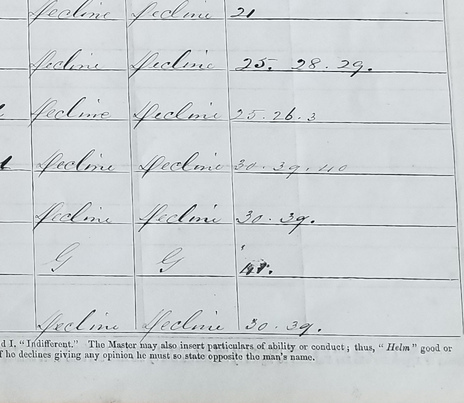 Decline Decline 21
Decline Decline 25. 28. 29.
Decline Decline 25. 26. 3
Decline Decline 30. 39. 40
Decline Decline 30. 39.
G G
Decline Decline 30. 39.
d I. "Indifferent." The Master may also insert particulars of ability or conduct; thus, "Helm" good or
f he declines giving any opinion he must so state opposite the man's name.